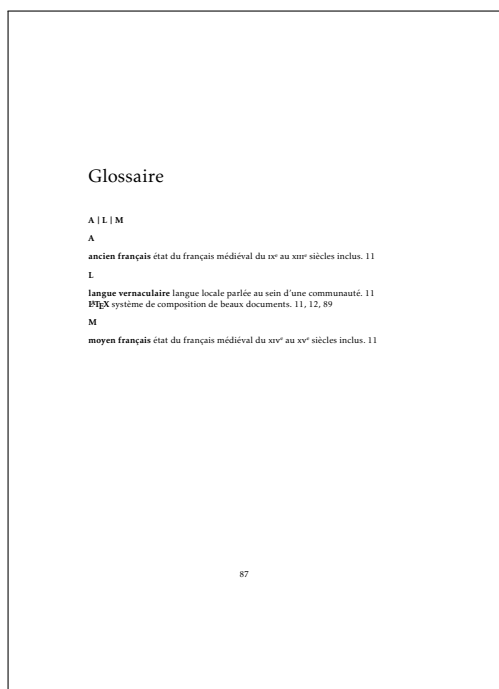 Glossaire
A | L | M
A
ancien français état du français médiéval du IXᵉ au XIIIᵉ siècles inclus. 11
L
langue vernaculaire langue locale parlée au sein d'une communauté. 11
LATEX système de composition de beaux documents. 11, 12, 89
M
moyen français état du français médiéval du XIVᵉ au XVᵉ siècles inclus. 11
87